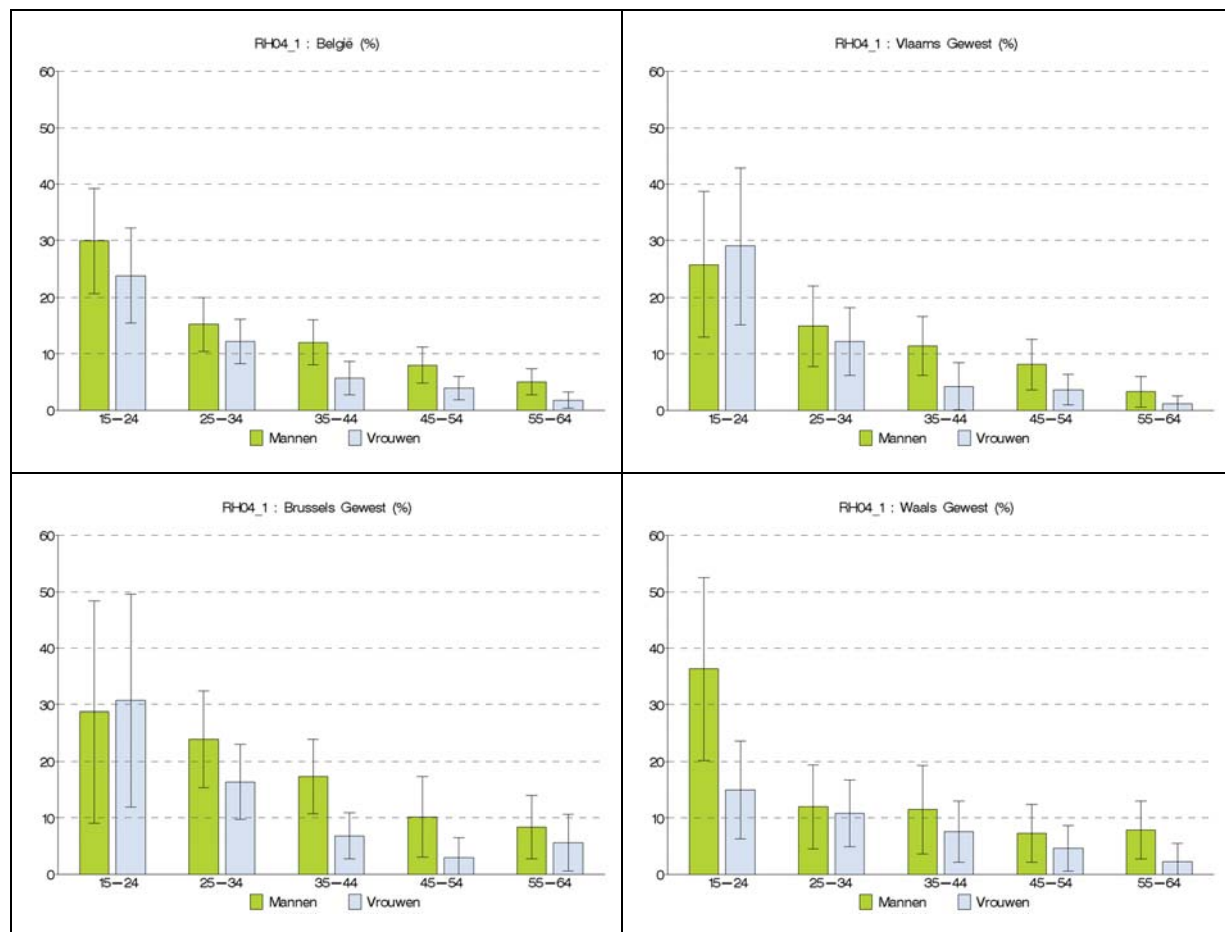 RH04_1 : België (%)
60
50
40
30
20
10
0
15–24 25–34 35–44 45–54 55–64
Mannen Vrouwen
RH04_1 : Vlaams Gewest (%)
60
50
40
30
20
10
0
15–24 25–34 35–44 45–54 55–64
Mannen Vrouwen
RH04_1 : Brussels Gewest (%)
60
50
40
30
20
10
0
15–24 25–34 35–44 45–54 55–64
Mannen Vrouwen
RH04_1 : Waals Gewest (%)
60
50
40
30
20
10
0
15–24 25–34 35–44 45–54 55–64
Mannen Vrouwen